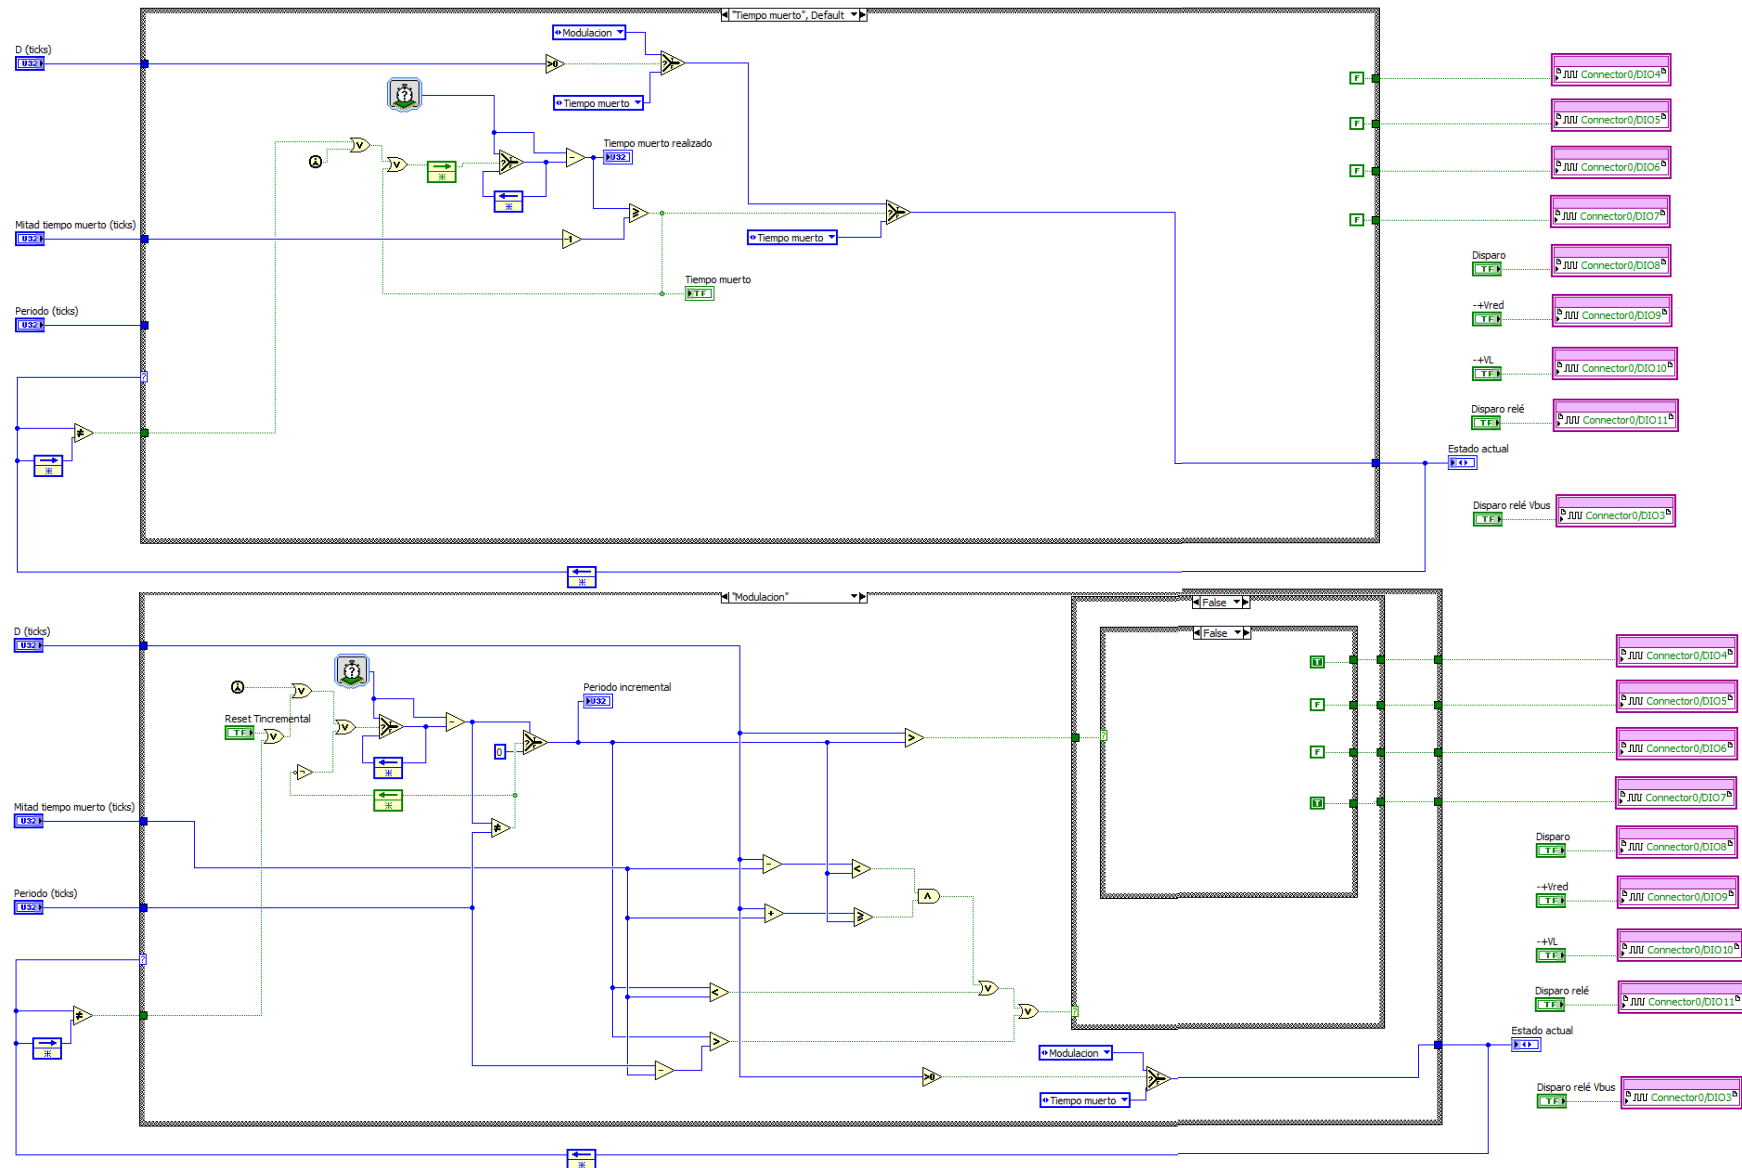 "Tiempo muerto", Default
Modulacion
D (ticks)
U32
>0
Connector0/DIO4
F
Tiempo muerto
Connector0/DIO5
F
Tiempo muerto realizado
U32
Connector0/DIO6
F
Mitad tiempo muerto (ticks)
U32
-1
Tiempo muerto
Connector0/DIO7
F
Disparo
TF
Connector0/DIO8
Tiempo muerto
TF
Periodo (ticks)
U32
-+Vred
TF
Connector0/DIO9
-+VL
TF
Connector0/DIO10
Disparo relé
TF
Connector0/DIO11
Estado actual
Disparo relé Vbus
TF
Connector0/DIO3
"Modulacion"
False
False
D (ticks)
U32
T
Connector0/DIO4
Periodo incremental
U32
F
Connector0/DIO5
Reset Tincremental
TF
0
F
Connector0/DIO6
Mitad tiempo muerto (ticks)
U32
T
Connector0/DIO7
Disparo
TF
Connector0/DIO8
Periodo (ticks)
U32
-+Vred
TF
Connector0/DIO9
-+VL
TF
Connector0/DIO10
Disparo relé
TF
Connector0/DIO11
Estado actual
Modulacion
>0
Tiempo muerto
Disparo relé Vbus
TF
Connector0/DIO3